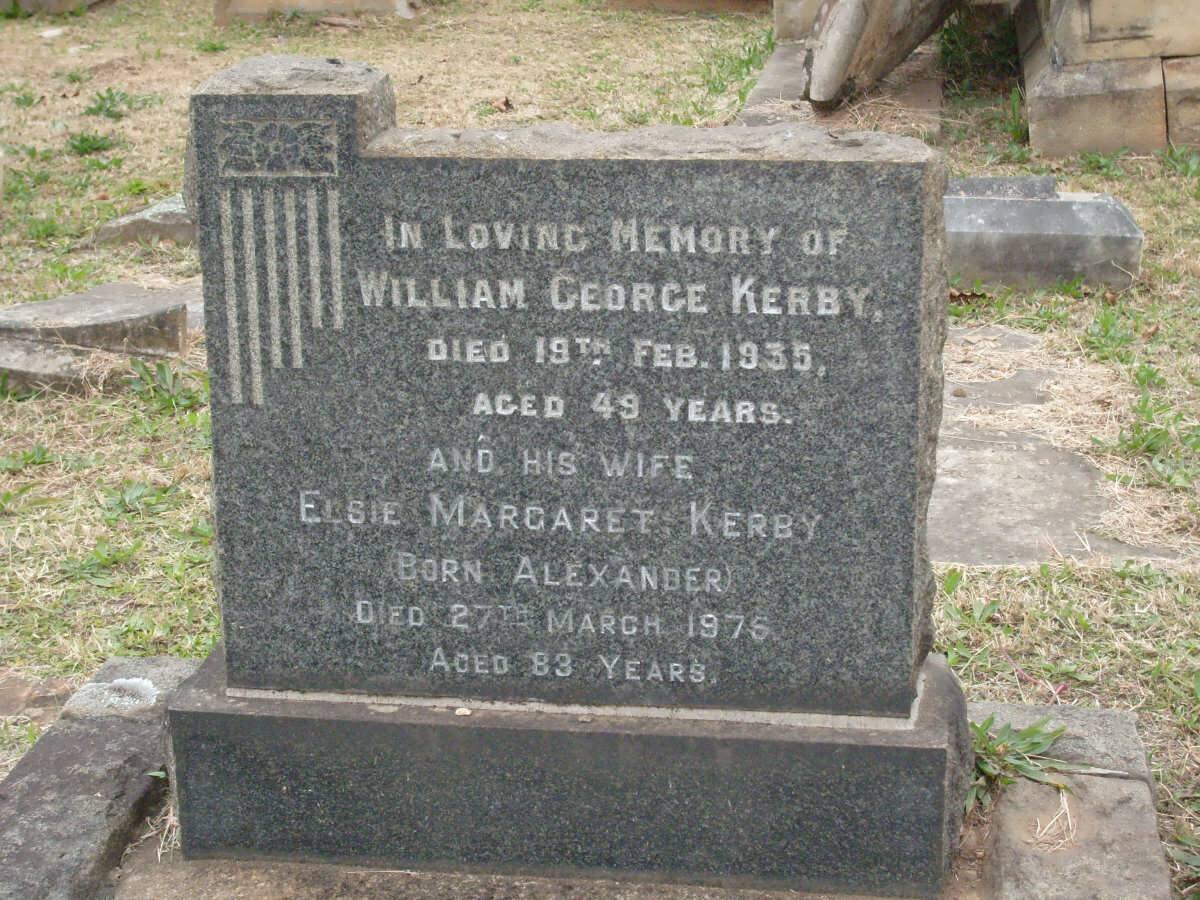 In Loving Memory of
William George Kerby,
died 19th Feb. 1935,
aged 49 years.
and his wife
Elsie Margaret Kerby
(Born Alexander)
Died 27th March 1975
Aged 83 Years.